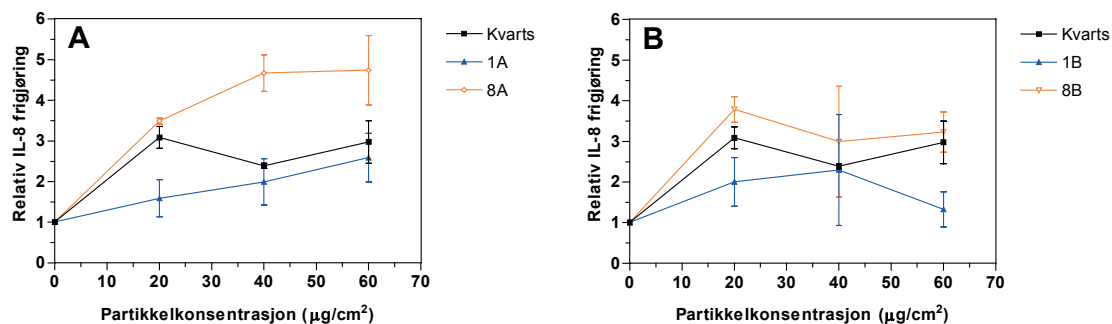 A
Relativ IL-8 frigjøring
6
5
4
3
2
1
0
0 10 20 30 40 50 60 70
Partikkelkonsentrasjon (μg/cm²)
Kvarts
1A
8A
B
Relativ IL-8 frigjøring
6
5
4
3
2
1
0
0 10 20 30 40 50 60 70
Partikkelkonsentrasjon (μg/cm²)
Kvarts
1B
8B